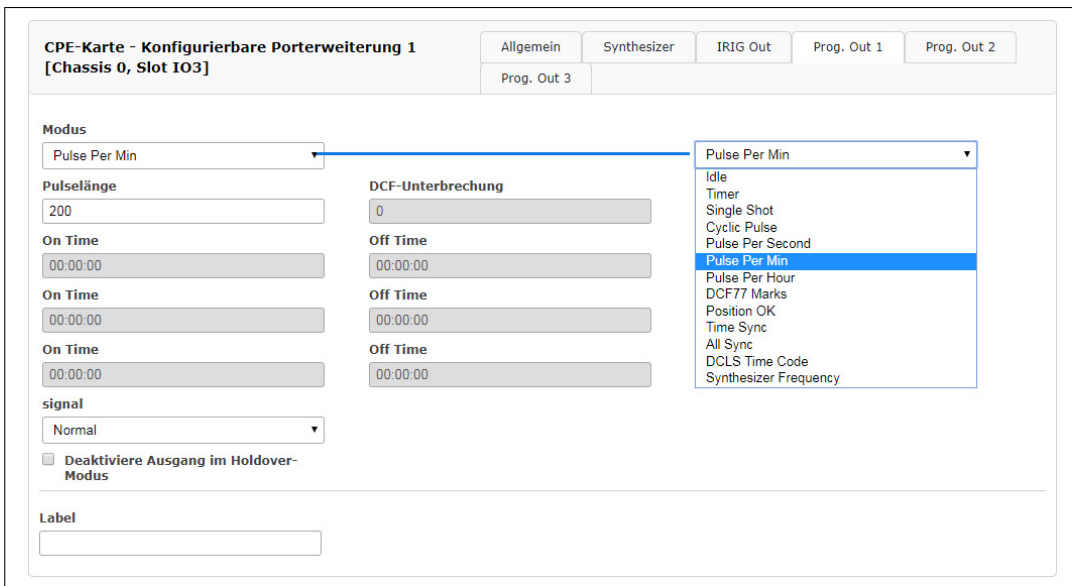 CPE-Karte - Konfigurierbare Porterweiterung 1
[Chassis 0, Slot IO3]
Allgemein
Synthesizer
IRIG Out
Prog. Out 1
Prog. Out 2
Prog. Out 3
Modus
Pulse Per Min
Pulselänge
DCF-Unterbrechung
200
0
On Time
Off Time
00:00:00
00:00:00
On Time
Off Time
00:00:00
00:00:00
On Time
Off Time
00:00:00
00:00:00
signal
Normal
Deaktiviere Ausgang im Holdover-
Modus
Label
Pulse Per Min
Idle
Timer
Single Shot
Cyclic Pulse
Pulse Per Second
Pulse Per Min
Pulse Per Hour
DCF77 Marks
Position OK
Time Sync
All Sync
DCLS Time Code
Synthesizer Frequency